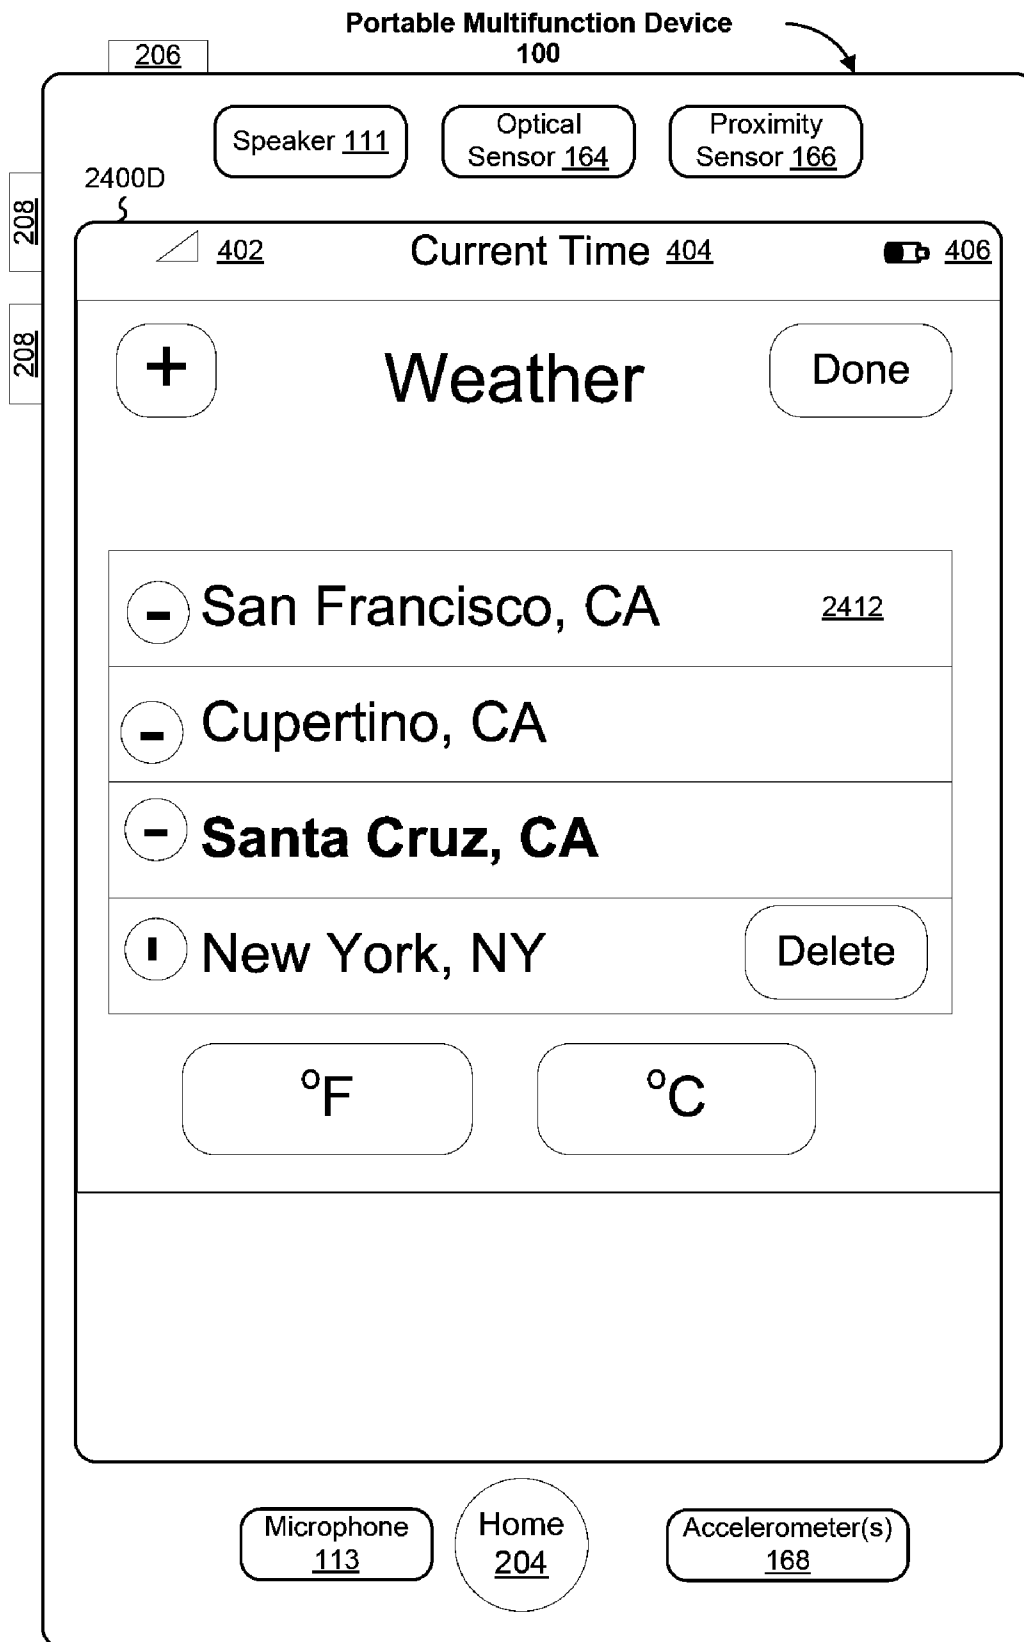 Portable Multifunction Device
100
206
Speaker 111
Optical
Sensor 164
Proximity
Sensor 166
2400D
208
208
402
Current Time 404
406
+
Weather
Done
- San Francisco, CA
2412
- Cupertino, CA
- Santa Cruz, CA
New York, NY
Delete
°F
°C
Microphone
113
Home
204
Accelerometer(s)
168